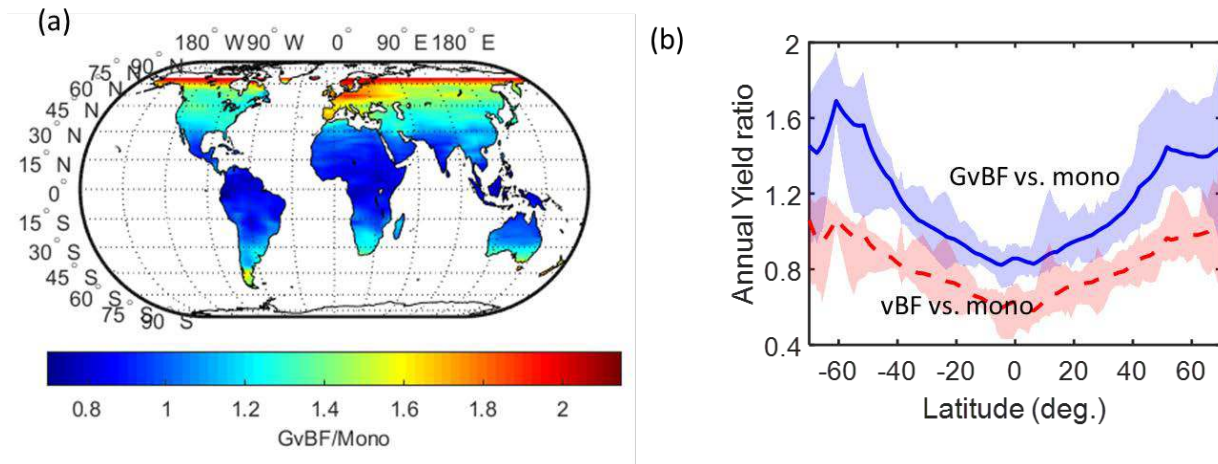 (a)
180° W 90° W 0° 90° E 180° E
75° N 90° N
60° N
45° N
30° N
15° N
0°
15° S
30° S
45° S
60° S
75° S 90° S
0.8 1 1.2 1.4 1.6 1.8 2
GvBF/Mono
(b)
Annual Yield ratio
2
1.6
1.2
0.8
0.4
GvBF vs. mono
vBF vs. mono
-60 -40 -20 0 20 40 60
Latitude (deg.)